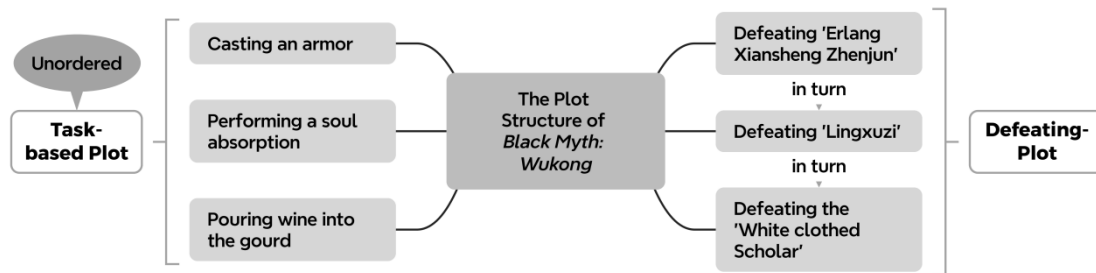 Unordered
Task-
based Plot
Casting an armor
Performing a soul
absorption
Pouring wine into
the gourd
The Plot
Structure of
Black Myth:
Wukong
Defeating 'Erlang
Xiansheng Zhenjun'
in turn
Defeating 'Lingxuzi'
in turn
Defeating the
'White clothed
Scholar'
Defeating-
Plot